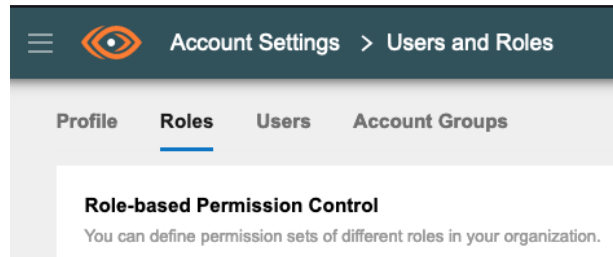 Account Settings > Users and Roles
Profile Roles Users Account Groups
Role-based Permission Control
You can define permission sets of different roles in your organization.